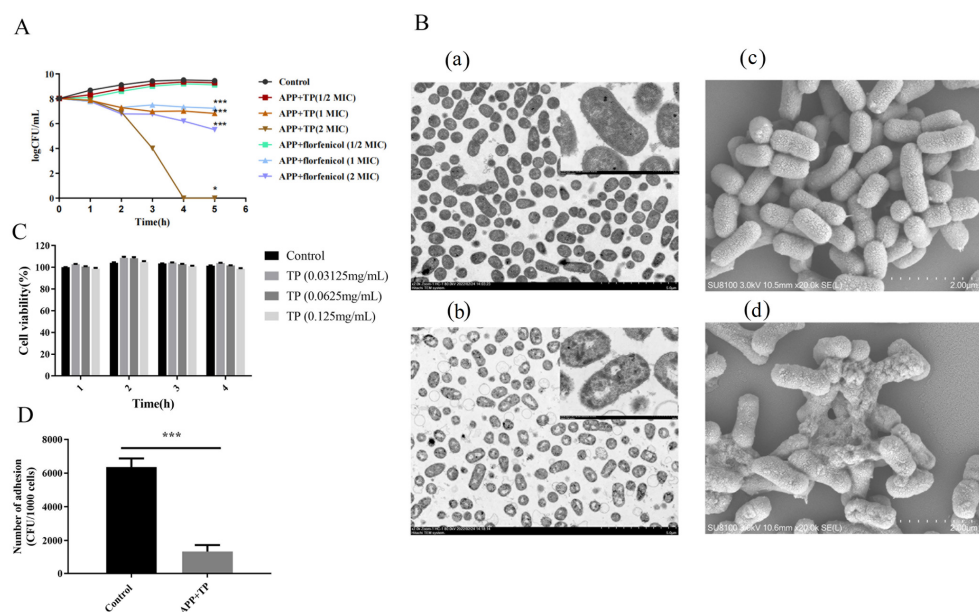 A
10
8
6
4
2
0
logCFU/mL
0 1 2 3 4 5 6
Time(h)
***
***
***
*
Control
APP+TP(1/2 MIC)
APP+TP(1 MIC)
APP+TP(2 MIC)
APP+florfenicol (1/2 MIC)
APP+florfenicol (1 MIC)
APP+florfenicol (2 MIC)
C
120
100
80
60
40
20
0
Cell viability(%)
1 2 3 4
Time(h)
Control
TP (0.03125mg/mL)
TP (0.0625mg/mL)
TP (0.125mg/mL)
D
8000
6000
4000
2000
0
Number of adhesion
(CFU/1000 cells)
***
Control
APP+TP
B
(a)
(b)
(c)
SU8100 3.0kV 10.5mm x20.0k SE(L)
2.00μm
(d)
SU8100 3.0kV 10.6mm x20.0k SE(L)
2.00μm